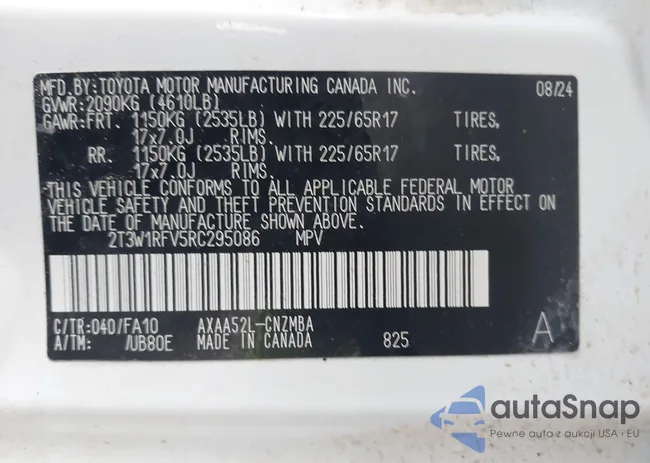 MFD.BY:TOYOTA MOTOR MANUFACTURING CANADA INC. 08/24
GVWR:2090KG (4610LB)
GAWR:FRT. 1150KG (2535LB) WITH 225/65R17 TIRES,
17x7.0J RIMS.
RR. 1150KG (2535LB) WITH 225/65R17 TIRES,
17x7.0J RIMS.
THIS VEHICLE CONFORMS TO ALL APPLICABLE FEDERAL MOTOR
VEHICLE SAFETY AND THEFT PREVENTION STANDARDS IN EFFECT ON
THE DATE OF MANUFACTURE SHOWN ABOVE.
2T3W1RFV5RC295086 MPV
C/TR:040/FA10 AXAA52L-CNZMBA
A/TM: /UB80E MADE IN CANADA 825 A
autaSnap
Pewne auta z aukcji USA i EU